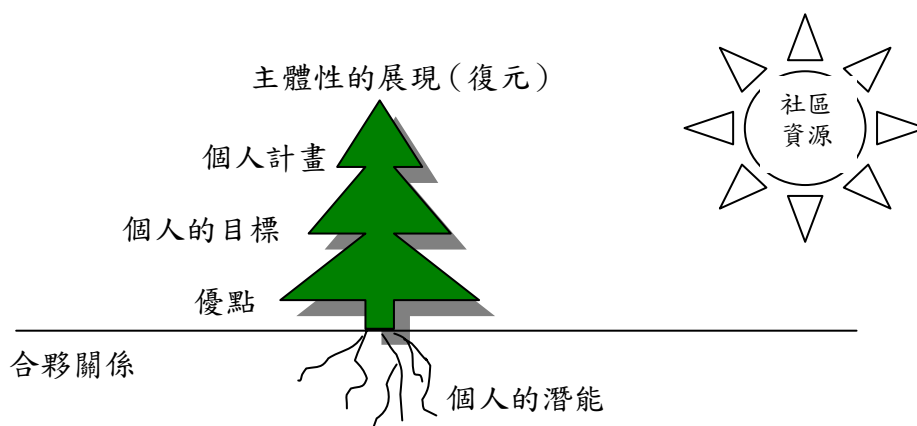 主體性的展現（復元）
社區
資源
個人計畫
個人的目標
優點
合夥關係
個人的潛能